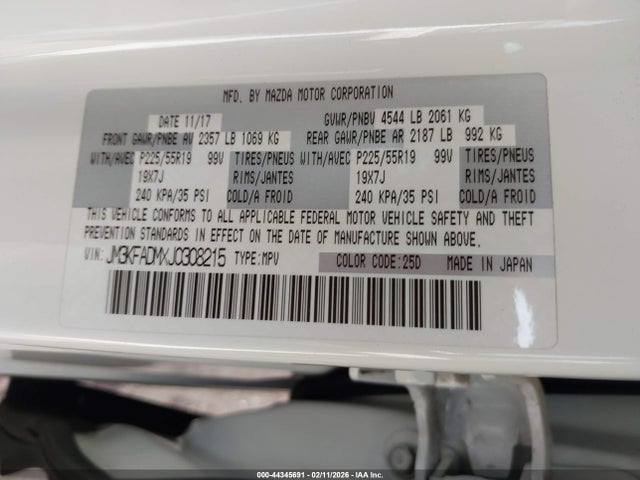 MFD. BY MAZDA MOTOR CORPORATION
DATE 11/17 GVWR/PNBV 4544 LB 2061 KG
FRONT GAWR/PNBE AV 2357 LB 1069 KG REAR GAWR/PNBE AR 2187 LB 992 KG
WITH/AVEC P225/55R19 99V TIRES/PNEUS WITH/AVEC P225/55R19 99V TIRES/PNEUS
19X7J RIMS/JANTES 19X7J RIMS/JANTES
240 KPA/35 PSI COLD/A FROID 240 KPA/35 PSI COLD/A FROID
THIS VEHICLE CONFORMS TO ALL APPLICABLE FEDERAL MOTOR VEHICLE SAFETY AND THEFT
PREVENTION STANDARDS IN EFFECT ON THE DATE OF MANUFACTURE SHOWN ABOVE.
VIN: JM3KFADMXJ0308215 TYPE:MPV COLOR CODE:25D MADE IN JAPAN
000-44345691 - 02/11/2026 - IAA Inc.